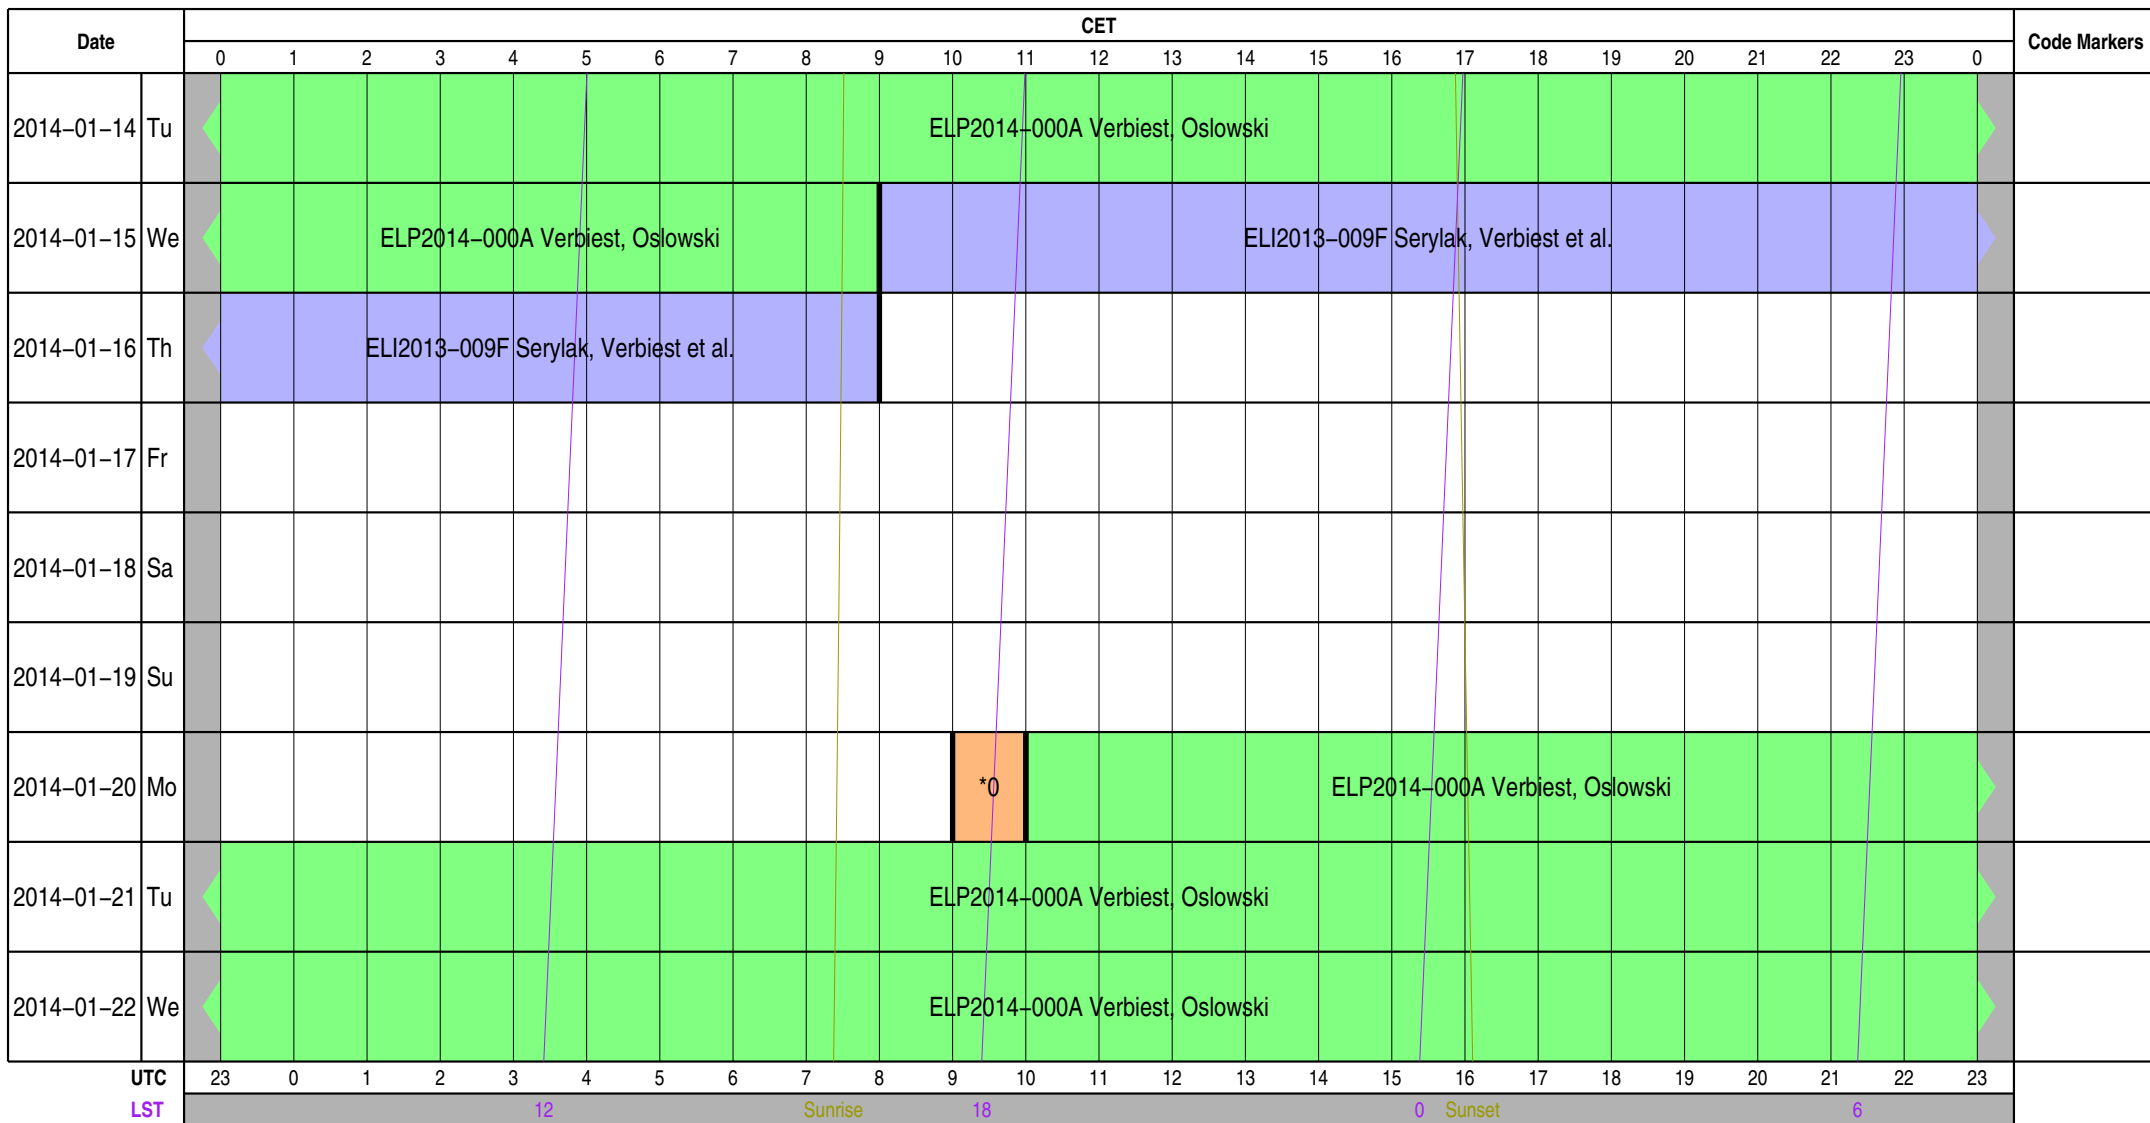 Date CET Code Markers
0 1 2 3 4 5 6 7 8 9 10 11 12 13 14 15 16 17 18 19 20 21 22 23 0
2014−01−14 Tu ELP2014−000A Verbiest, Oslowski
2014−01−15 We ELP2014−000A Verbiest, Oslowski ELI2013−009F Serylak, Verbiest et al.
2014−01−16 Th ELI2013−009F Serylak, Verbiest et al.
2014−01−17 Fr
2014−01−18 Sa
2014−01−19 Su
2014−01−20 Mo *0 ELP2014−000A Verbiest, Oslowski
2014−01−21 Tu ELP2014−000A Verbiest, Oslowski
2014−01−22 We ELP2014−000A Verbiest, Oslowski
UTC 23 0 1 2 3 4 5 6 7 8 9 10 11 12 13 14 15 16 17 18 19 20 21 22 23
LST 12 Sunrise 18 0 Sunset 6